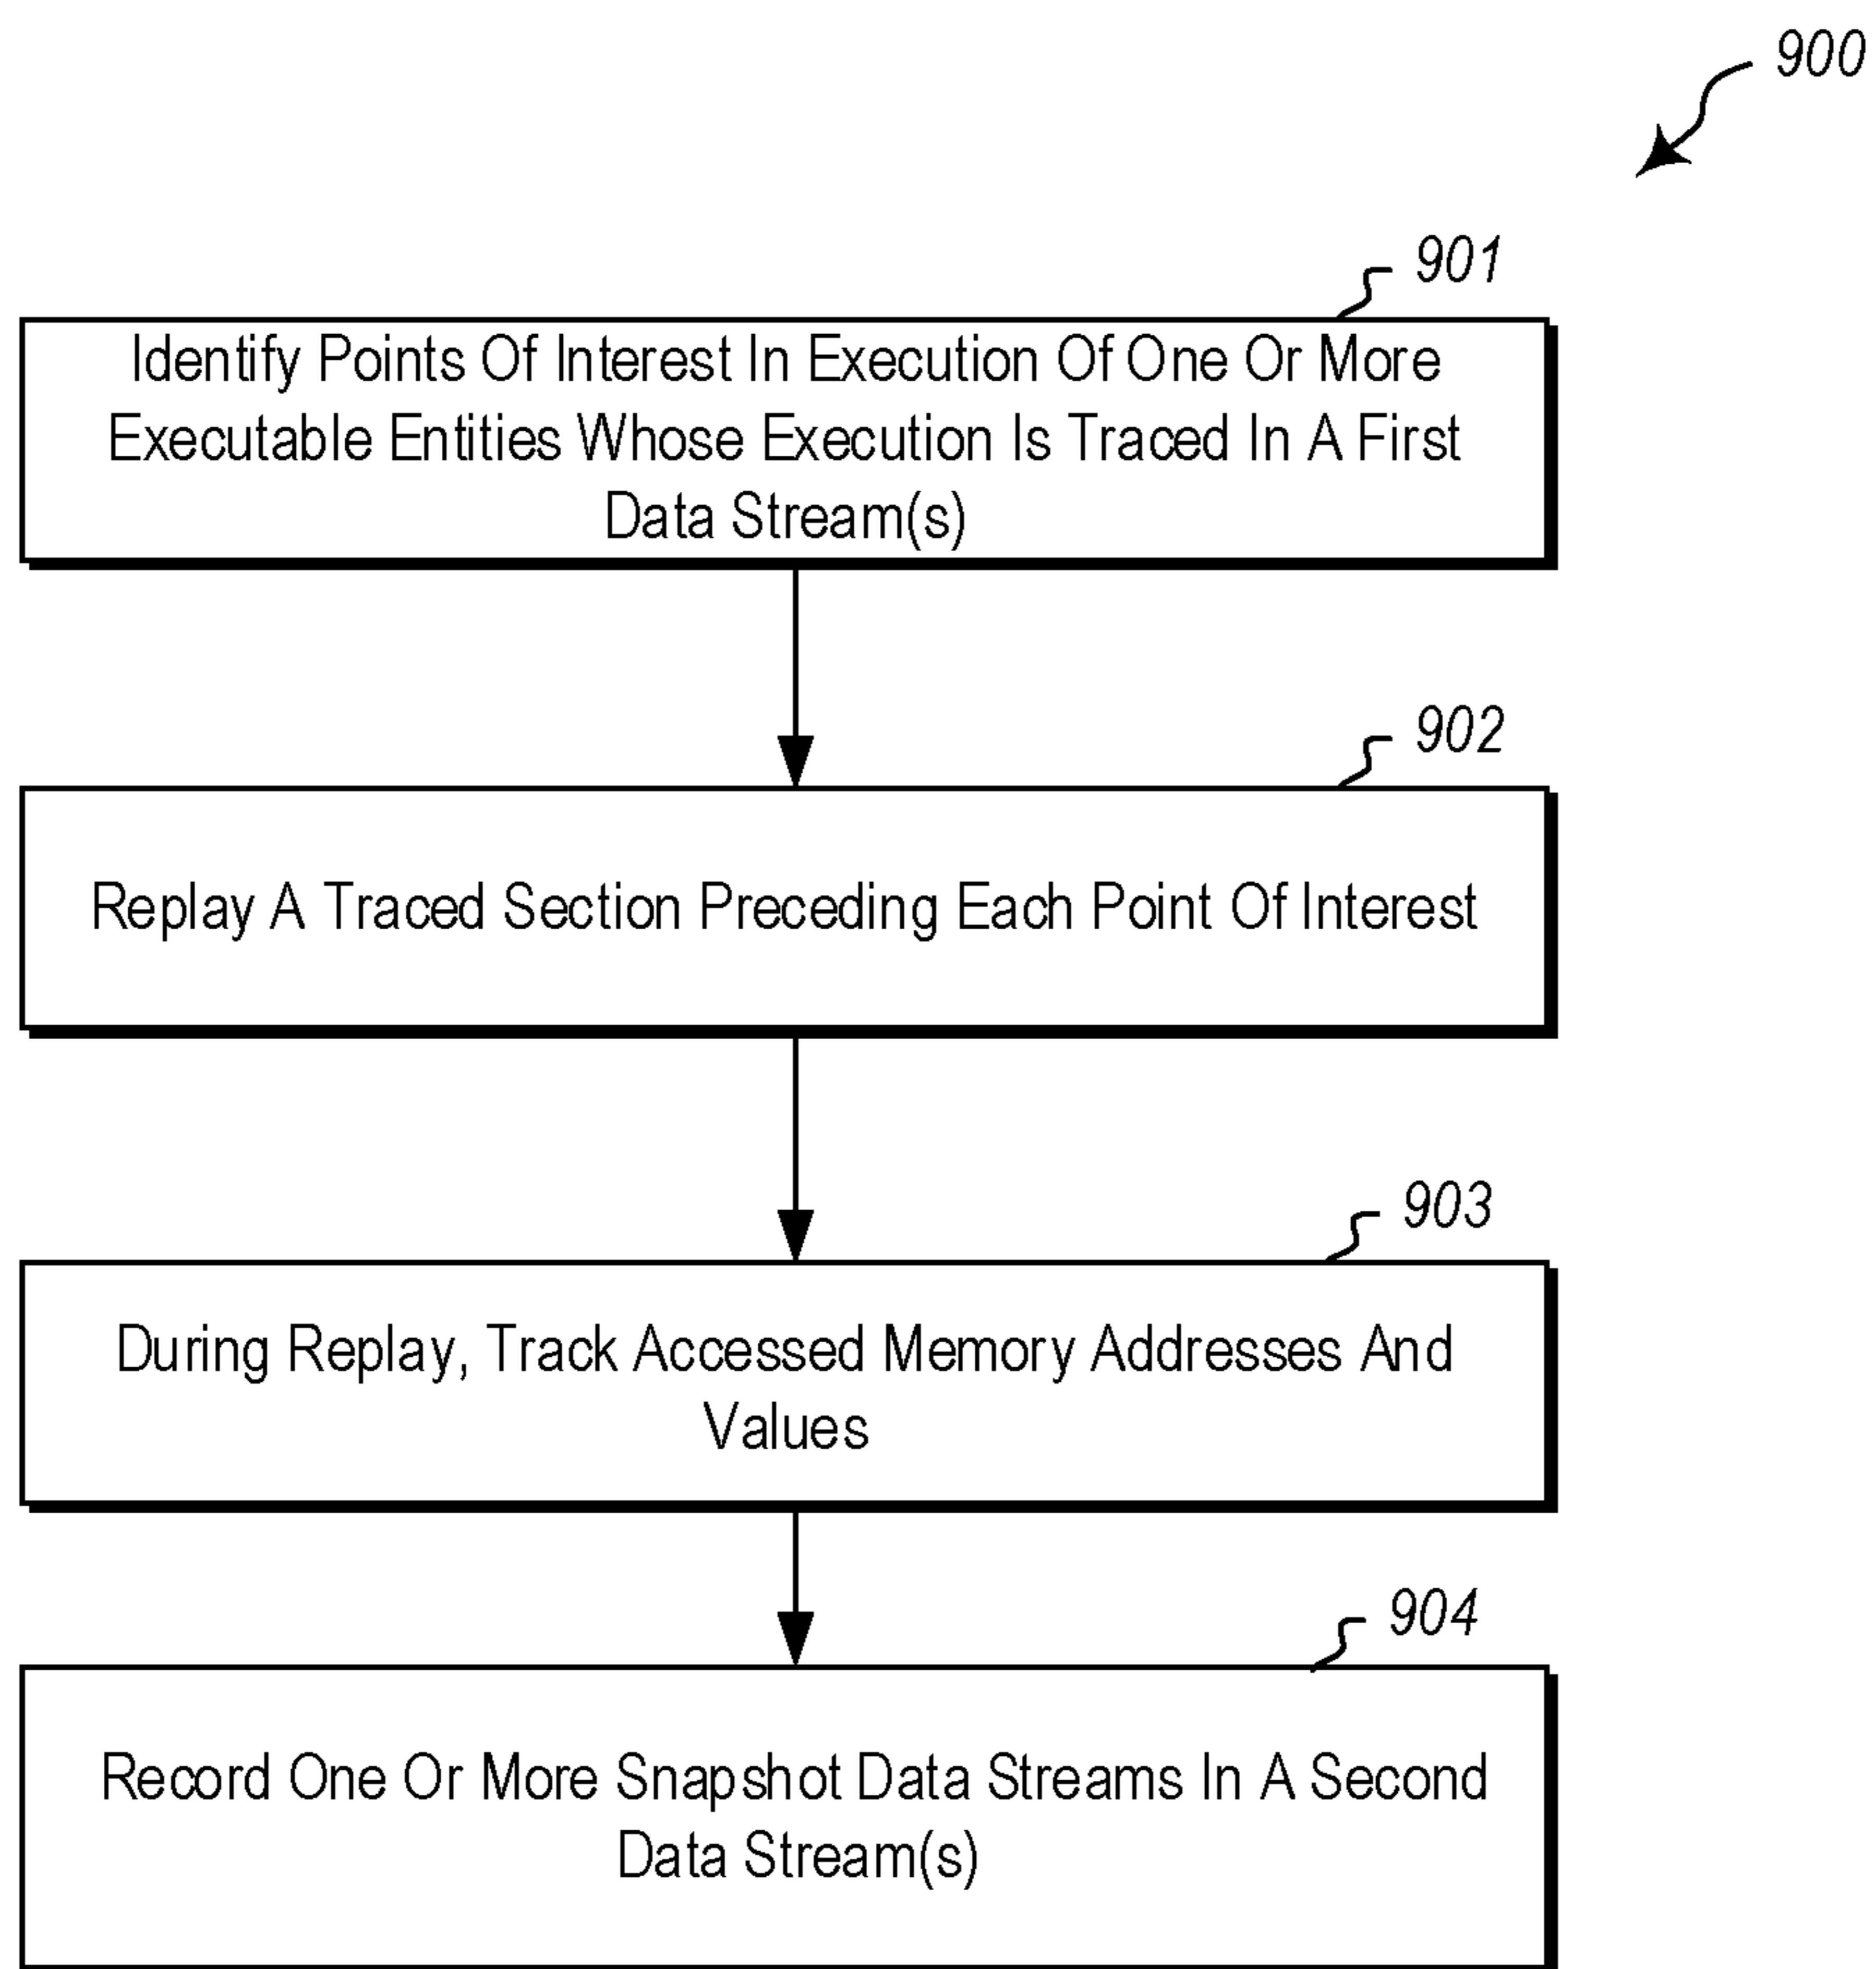 900
901
Identify Points Of Interest In Execution Of One Or More
Executable Entities Whose Execution Is Traced In A First
Data Stream(s)
902
Replay A Traced Section Preceding Each Point Of Interest
903
During Replay, Track Accessed Memory Addresses And
Values
904
Record One Or More Snapshot Data Streams In A Second
Data Stream(s)